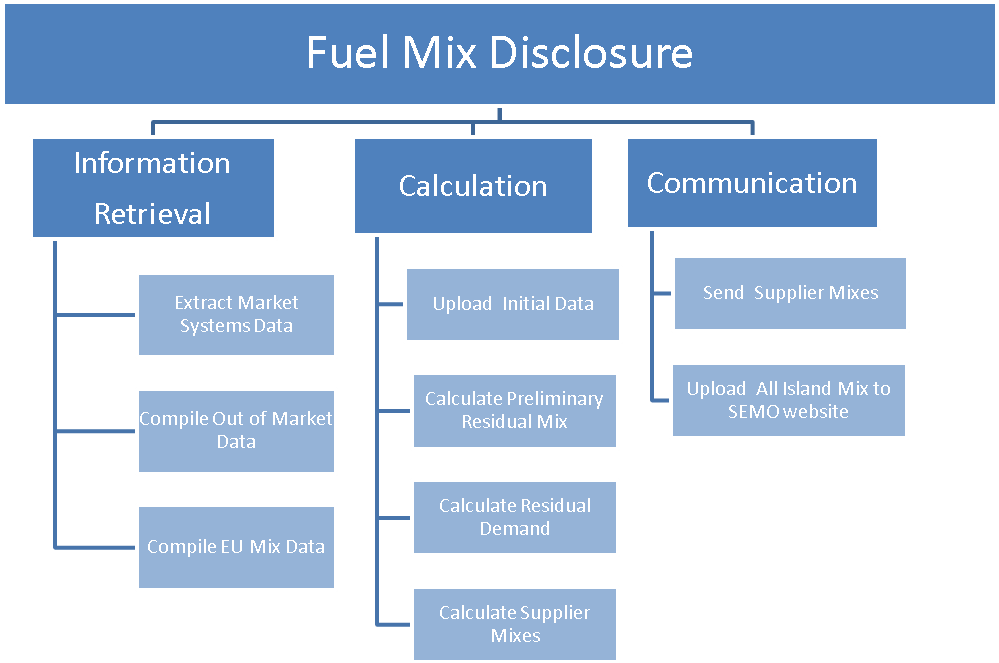 Fuel Mix Disclosure
Information
Retrieval
Extract Market
Systems Data
Compile Out of Market
Data
Compile EU Mix Data
Calculation
Upload Initial Data
Calculate Preliminary
Residual Mix
Calculate Residual
Demand
Calculate Supplier
Mixes
Communication
Send Supplier Mixes
Upload All Island Mix to
SEMO website